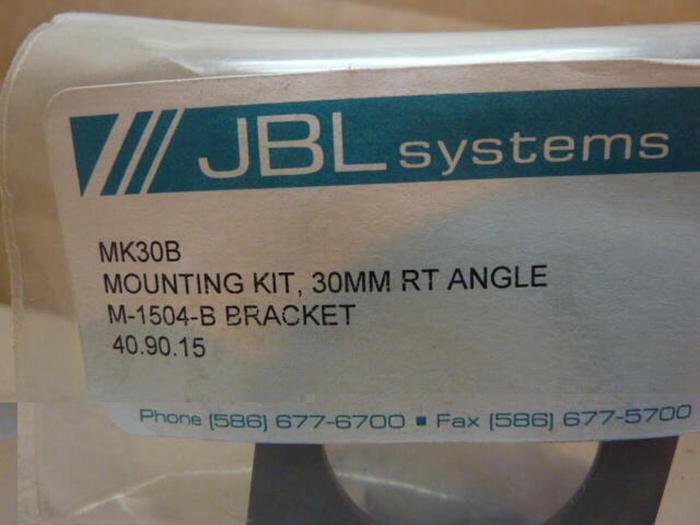 JBL systems
MK30B
MOUNTING KIT, 30MM RT ANGLE
M-1504-B BRACKET
40.90.15
Phone (586) 677-6700 ▪ Fax (586) 677-5700